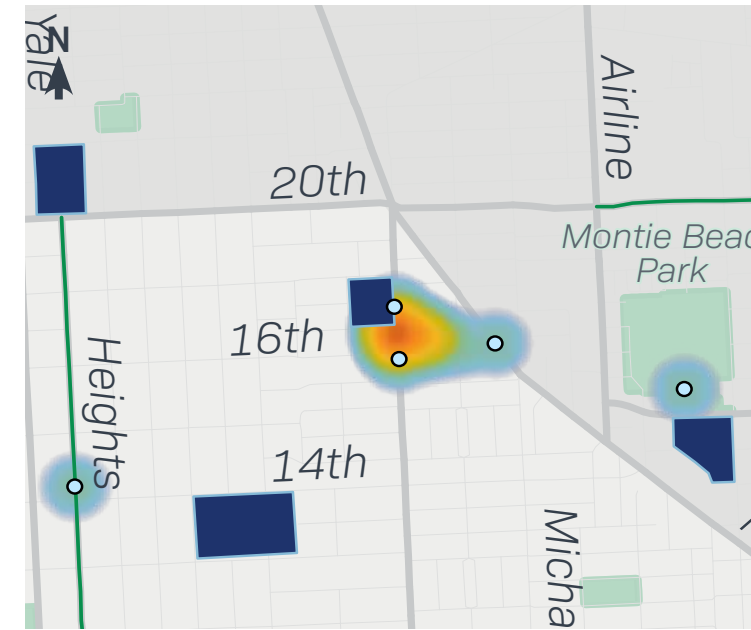 Yale
N
Airline
20th
Montie Beac
Park
16th
Heights
14th
Micha